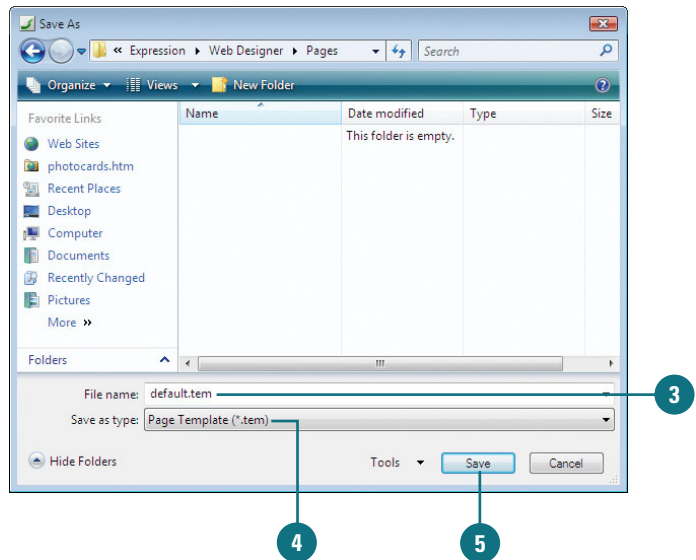 Save As
« Expression Web Designer Pages Search
Organize Views New Folder
Favorite Links
Web Sites
photocards.htm
Recent Places
Desktop
Computer
Documents
Recently Changed
Pictures
More »
Folders
Name Date modified Type Size
This folder is empty.
File name: default.tem
3
Save as type: Page Template (*.tem)
Hide Folders Tools Save Cancel
4 5